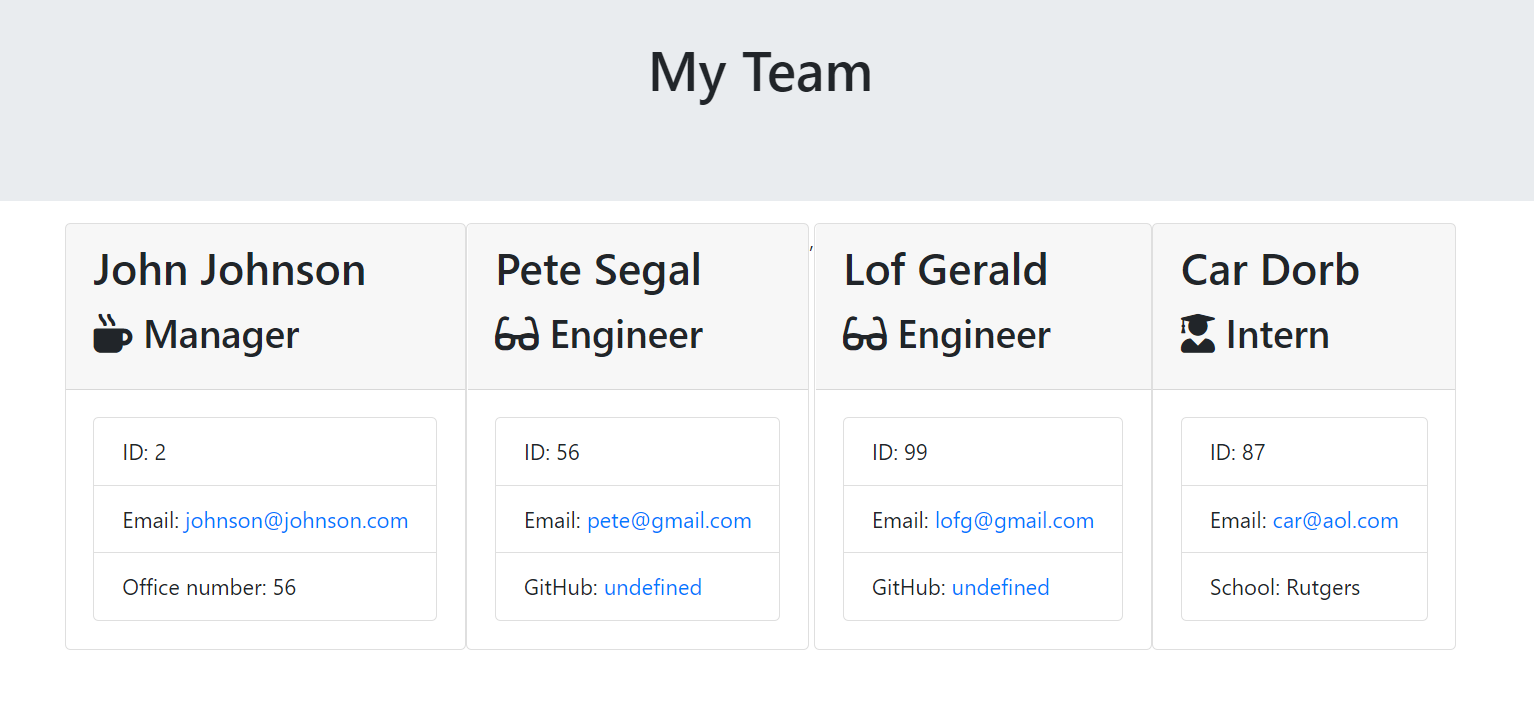 My Team
John Johnson
Manager
ID: 2
Email: johnson@johnson.com
Office number: 56
Pete Segal
Engineer
ID: 56
Email: pete@gmail.com
GitHub: undefined
,
Lof Gerald
Engineer
ID: 99
Email: lofg@gmail.com
GitHub: undefined
Car Dorb
Intern
ID: 87
Email: car@aol.com
School: Rutgers